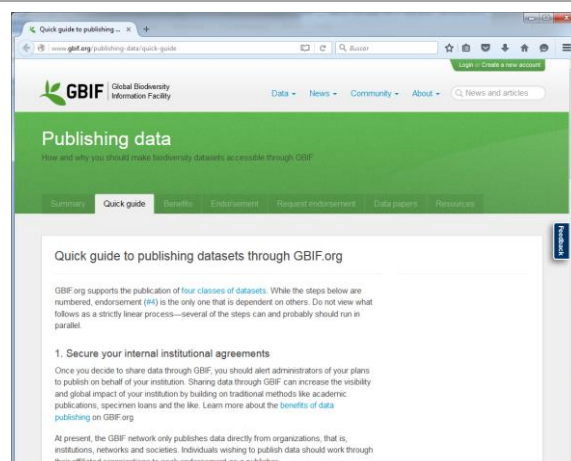 Quick guide to publishing ... × +
www.gbif.org/publishing-data/quick-guide Buscar
Login or Create a new account
GBIF Global Biodiversity
Information Facility
Data News Community About News and articles
Publishing data
How and why you should make biodiversity datasets accessible through GBIF
Summary Quick guide Benefits Endorsement Request endorsement Data papers Resources
Feedback
Quick guide to publishing datasets through GBIF.org
GBIF.org supports the publication of four classes of datasets. While the steps below are
numbered, endorsement (#4) is the only one that is dependent on others. Do not view what
follows as a strictly linear process—several of the steps can and probably should run in
parallel.
1. Secure your internal institutional agreements
Once you decide to share data through GBIF, you should alert administrators of your plans
to publish on behalf of your institution. Sharing data through GBIF can increase the visibility
and global impact of your institution by building on traditional methods like academic
publications, specimen loans and the like. Learn more about the benefits of data
publishing on GBIF.org
At present, the GBIF network only publishes data directly from organizations, that is,
institutions, networks and societies. Individuals wishing to publish data should work through
their affiliated organizations to seek endorsement as a publisher